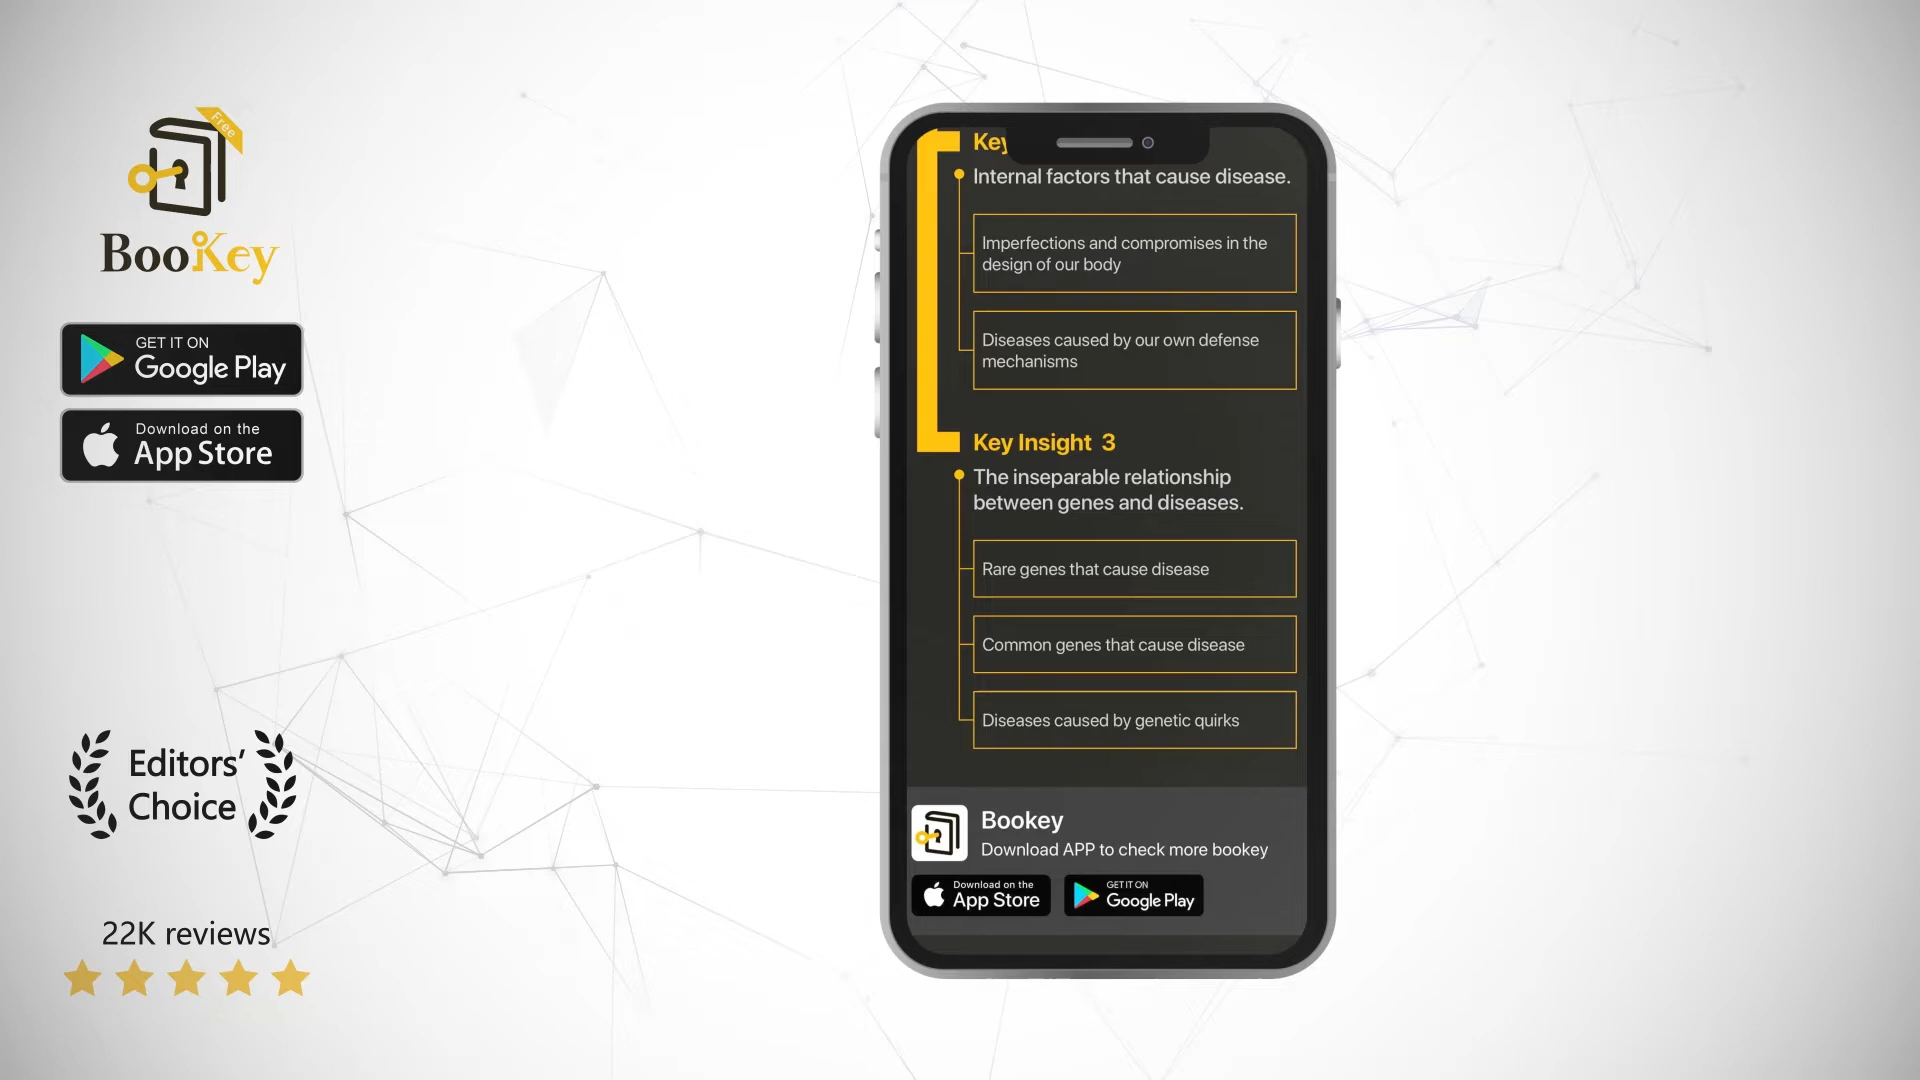 Free
Bookey
GET IT ON
Google Play
Download on the
App Store
Editors'
Choice
22K reviews
Key
Internal factors that cause disease.
Imperfections and compromises in the
design of our body
Diseases caused by our own defense
mechanisms
Key Insight 3
The inseparable relationship
between genes and diseases.
Rare genes that cause disease
Common genes that cause disease
Diseases caused by genetic quirks
Bookey
Download APP to check more bookey
Download on the
App Store
GET IT ON
Google Play